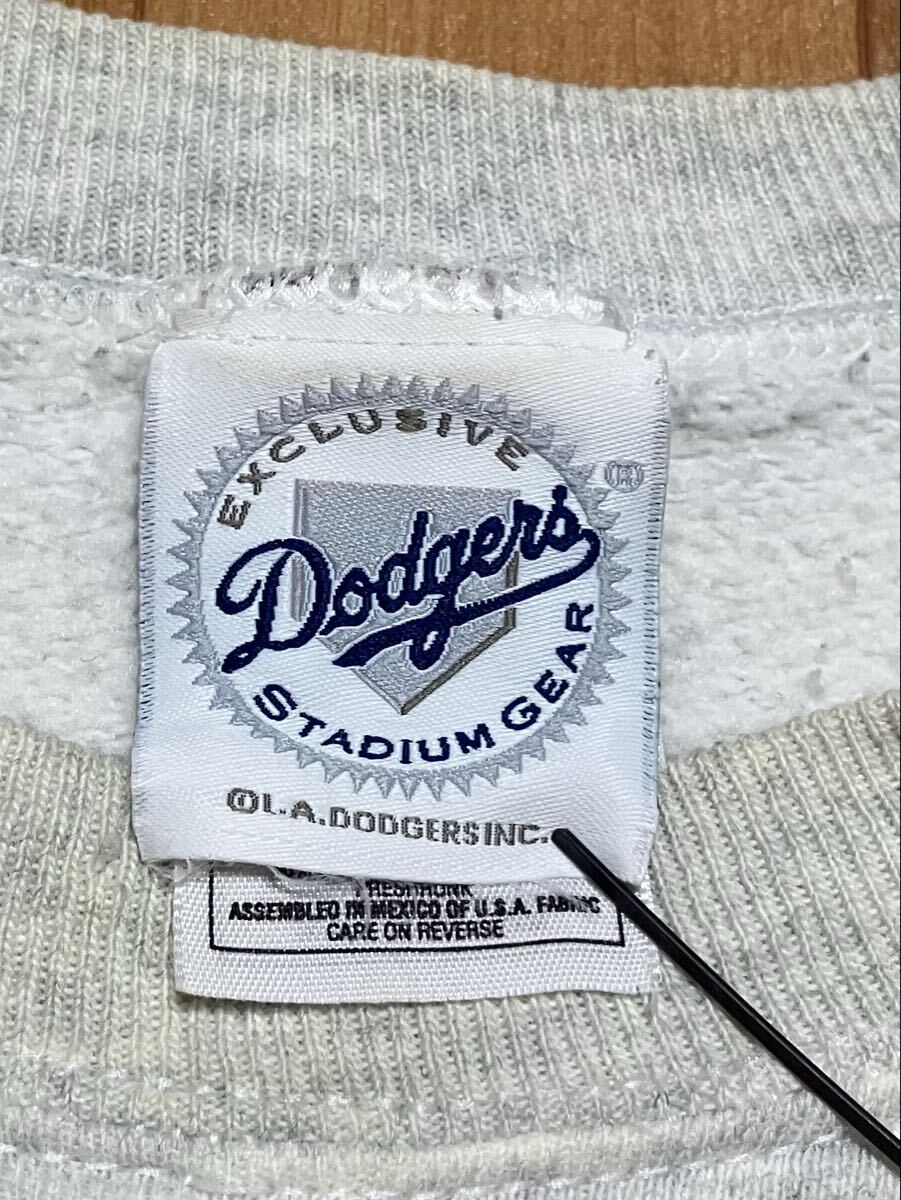 EXCLUSIVE
Dodgers
STADIUM GEAR
©L.A.DODGERS INC.
PRESHRUNK
ASSEMBLED IN MEXICO OF U.S.A. FABRIC
CARE ON REVERSE